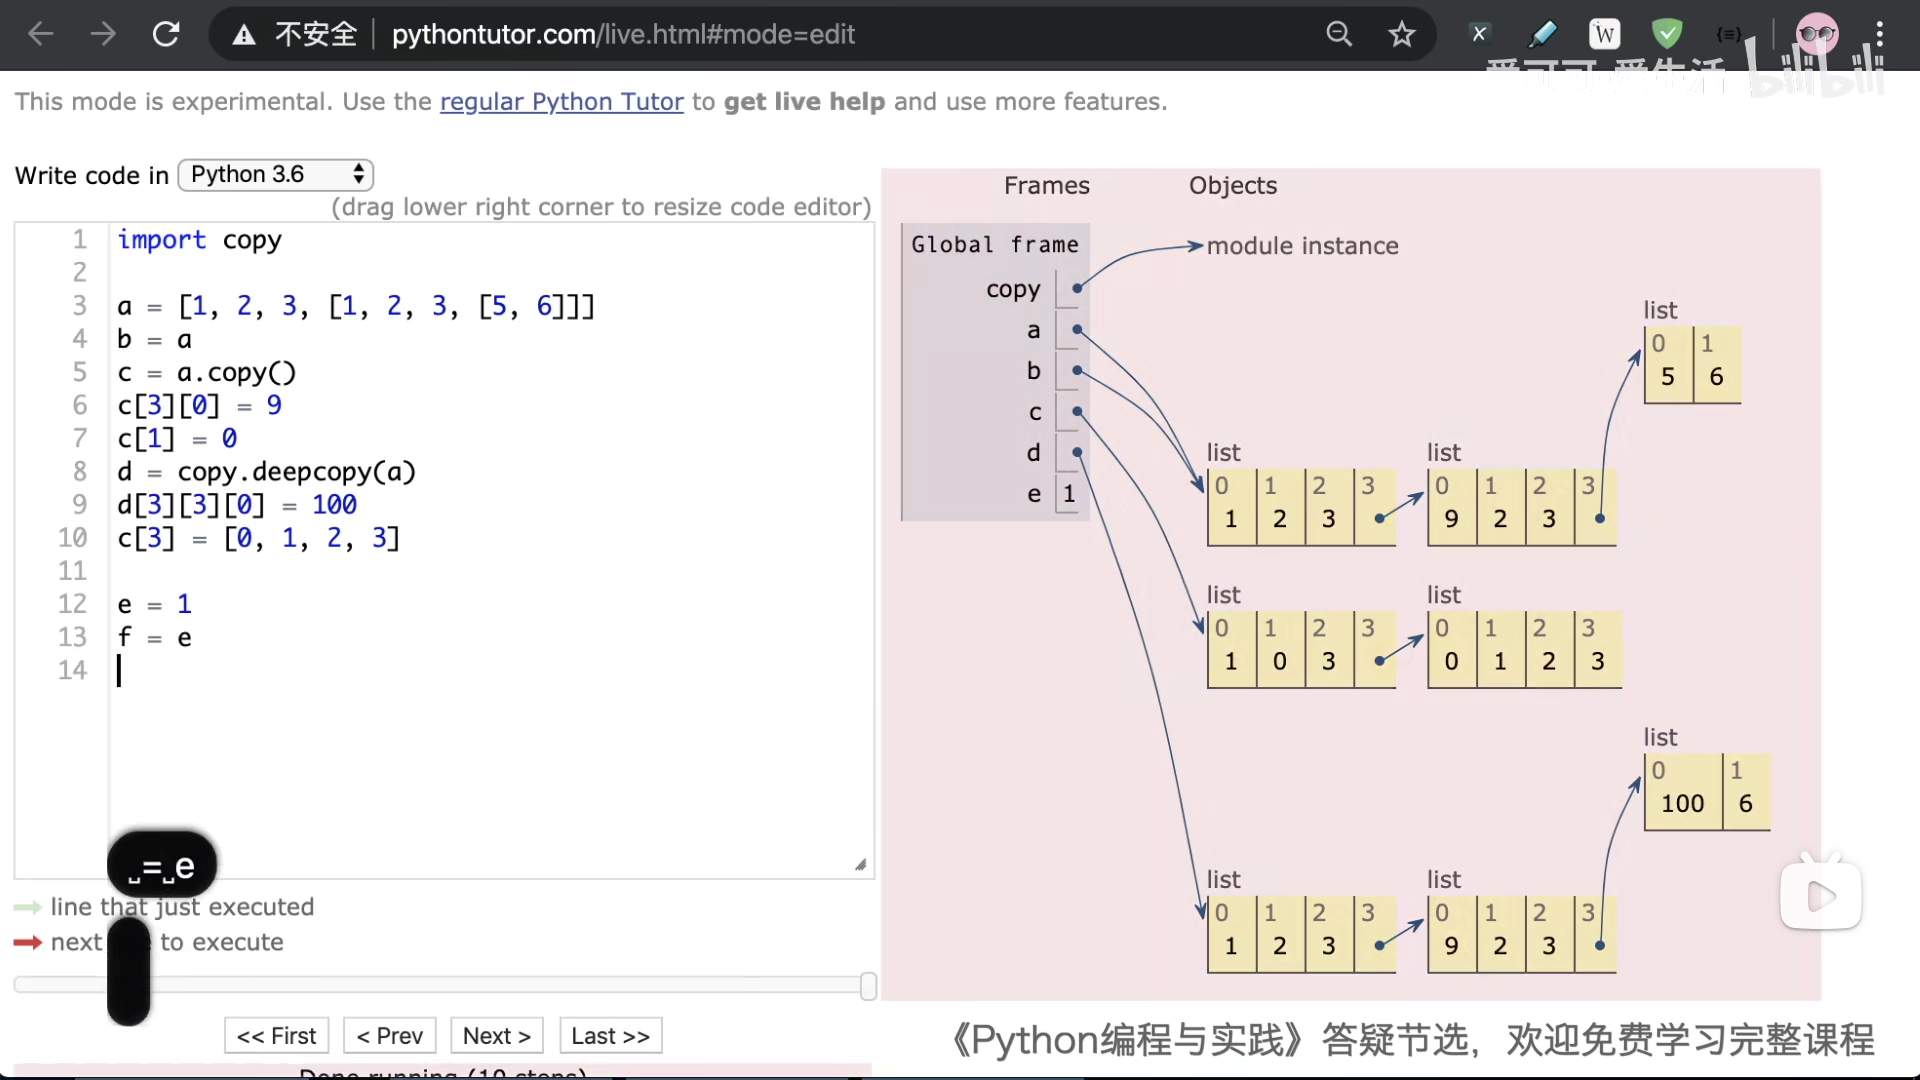 不安全 pythontutor.com/live.html#mode=edit
爱可可-爱生活 bilibili
This mode is experimental. Use the regular Python Tutor to get live help and use more features.
Write code in Python 3.6
(drag lower right corner to resize code editor)
1 import copy
2
3 a = [1, 2, 3, [1, 2, 3, [5, 6]]]
4 b = a
5 c = a.copy()
6 c[3][0] = 9
7 c[1] = 0
8 d = copy.deepcopy(a)
9 d[3][3][0] = 100
10 c[3] = [0, 1, 2, 3]
11
12 e = 1
13 f = e
14
␣=␣e
line that just executed
next to execute
<< First < Prev Next > Last >>
Done running (10 steps)
Frames Objects
Global frame
copy
module instance
a
b
c
d
e 1
list
0 1
5 6
list list
0 1 2 3 0 1 2 3
1 2 3 9 2 3
list list
0 1 2 3 0 1 2 3
1 0 3 0 1 2 3
list
0 1
100 6
list list
0 1 2 3 0 1 2 3
1 2 3 9 2 3
《Python编程与实践》答疑节选，欢迎免费学习完整课程